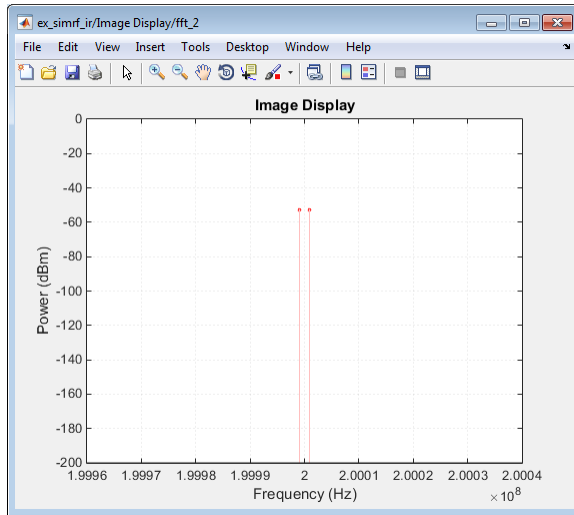 ex_simrf_ir/Image Display/fft_2
File Edit View Insert Tools Desktop Window Help
Image Display
0
-20
-40
-60
-80
-100
-120
-140
-160
-180
-200
Power (dBm)
1.9996 1.9997 1.9998 1.9999 2 2.0001 2.0002 2.0003 2.0004
Frequency (Hz)
×10⁸